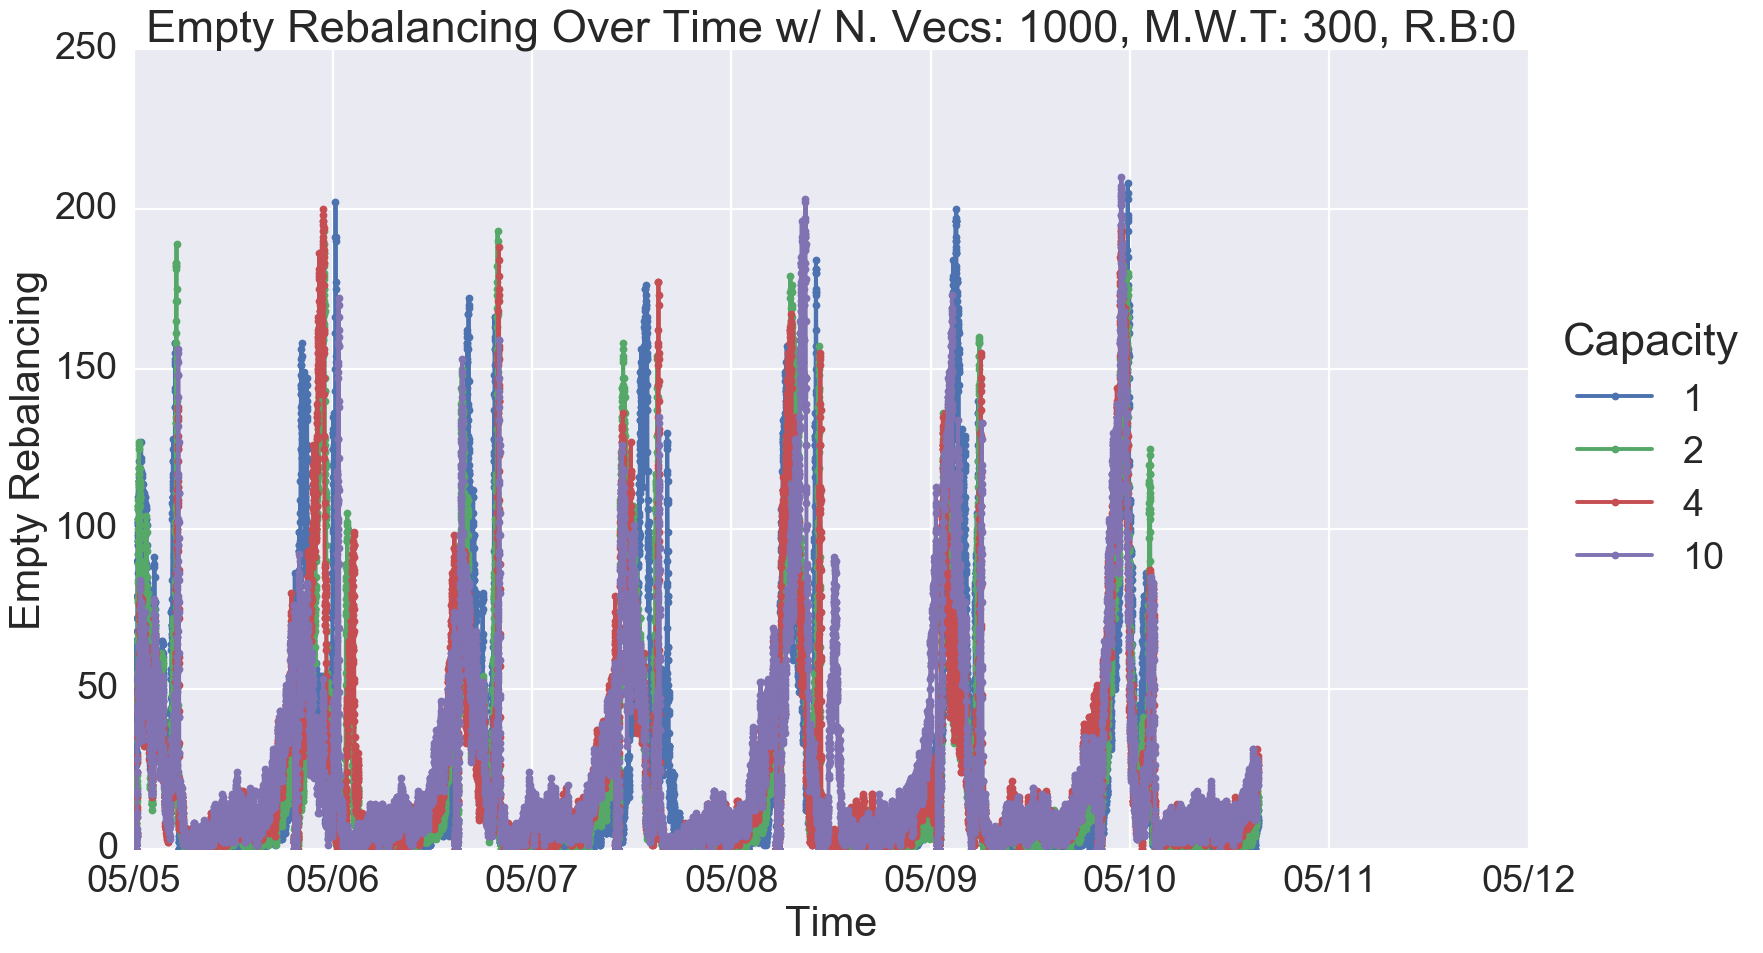 Empty Rebalancing Over Time w/ N. Vecs: 1000, M.W.T: 300, R.B:0
250
200
150
100
50
0
Empty Rebalancing
05/05 05/06 05/07 05/08 05/09 05/10 05/11 05/12
Time
Capacity
1
2
4
10